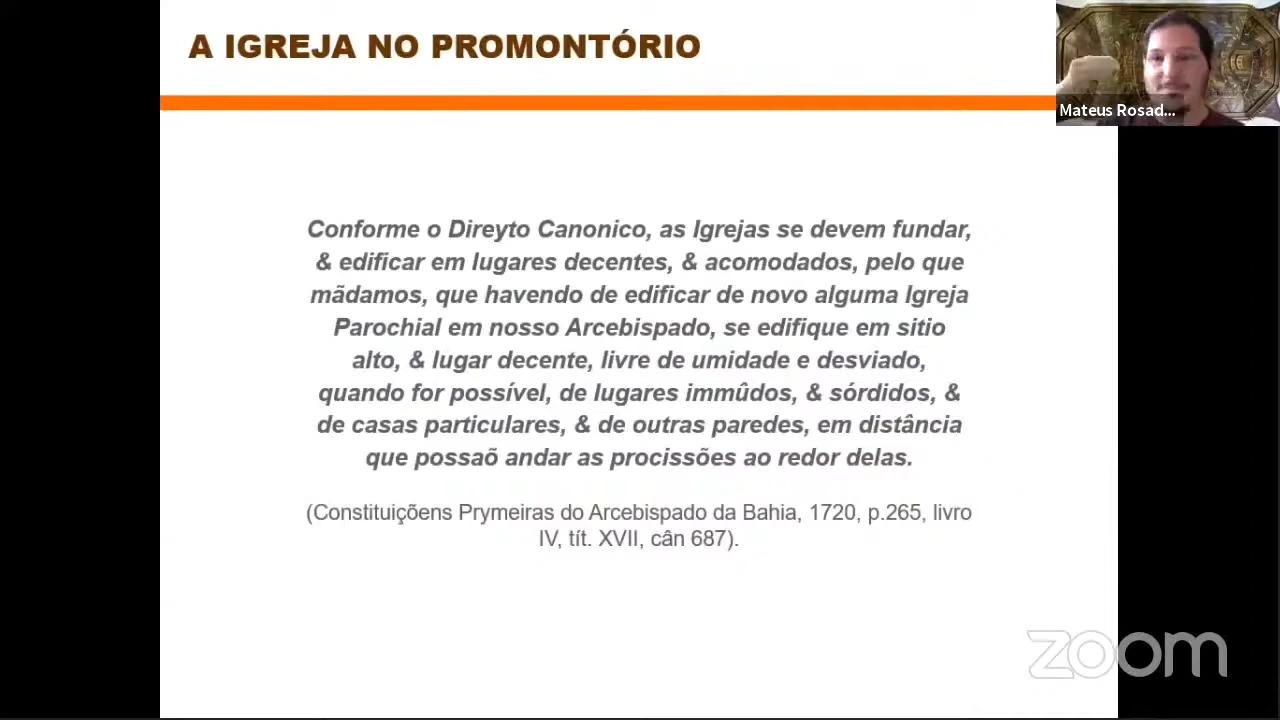 A IGREJA NO PROMONTÓRIO
Mateus Rosad...
Conforme o Direyto Canonico, as Igrejas se devem fundar,
& edificar em lugares decentes, & acomodados, pelo que
mãdamos, que havendo de edificar de novo alguma Igreja
Parochial em nosso Arcebispado, se edifique em sitio
alto, & lugar decente, livre de umidade e desviado,
quando for possível, de lugares immûdos, & sórdidos, &
de casas particulares, & de outras paredes, em distância
que possaõ andar as procissões ao redor delas.
(Constituiçõens Prymeiras do Arcebispado da Bahia, 1720, p.265, livro
IV, tít. XVII, cân 687).
zoom